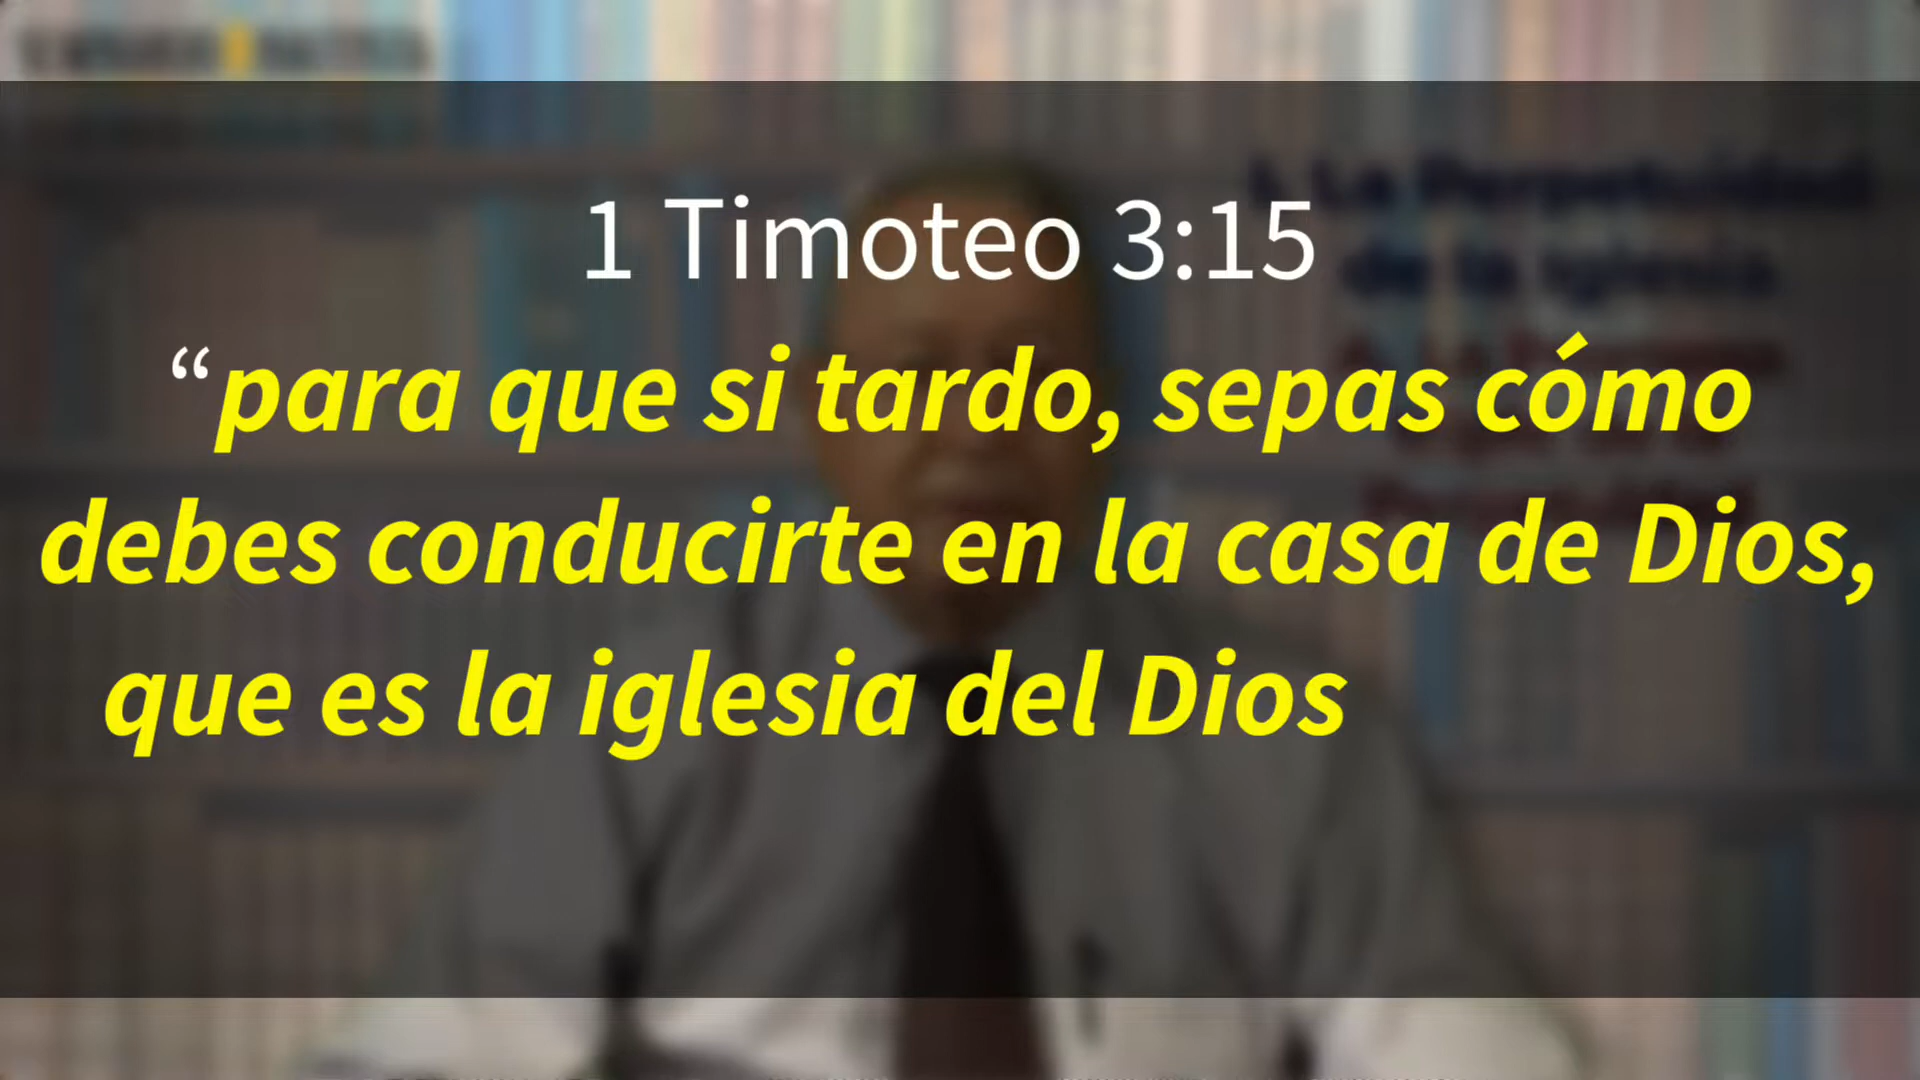 1 Timoteo 3:15
“para que si tardo, sepas cómo
debes conducirte en la casa de Dios,
que es la iglesia del Dios